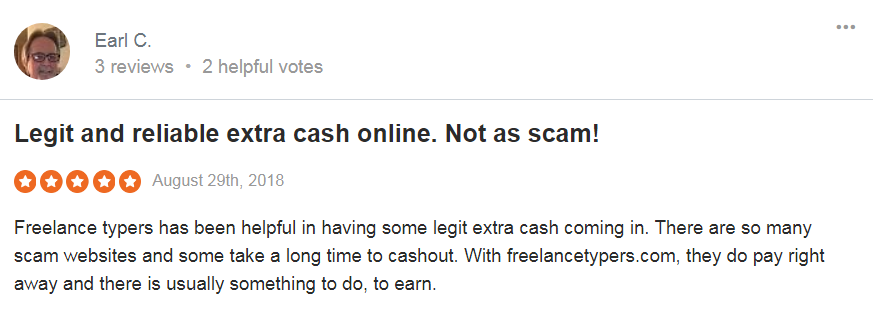 Earl C.
3 reviews • 2 helpful votes
Legit and reliable extra cash online. Not as scam!
August 29th, 2018
Freelance typers has been helpful in having some legit extra cash coming in. There are so many
scam websites and some take a long time to cashout. With freelancetypers.com, they do pay right
away and there is usually something to do, to earn.